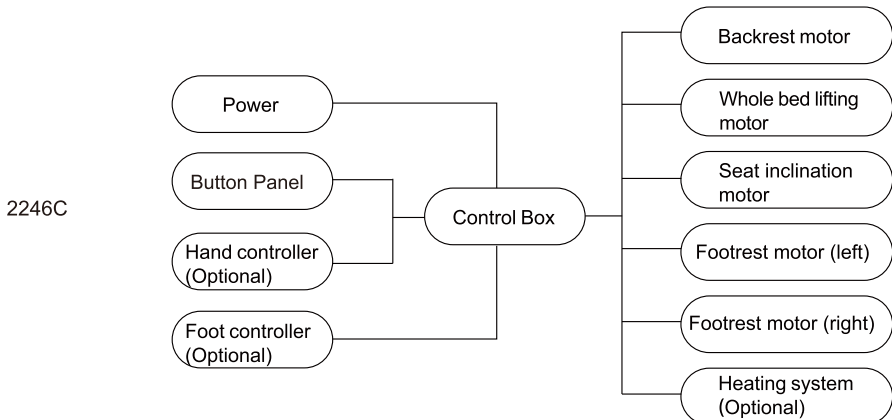 2246C
Power
Button Panel
Hand controller
(Optional)
Foot controller
(Optional)
Control Box
Backrest motor
Whole bed lifting
motor
Seat inclination
motor
Footrest motor (left)
Footrest motor (right)
Heating system
(Optional)